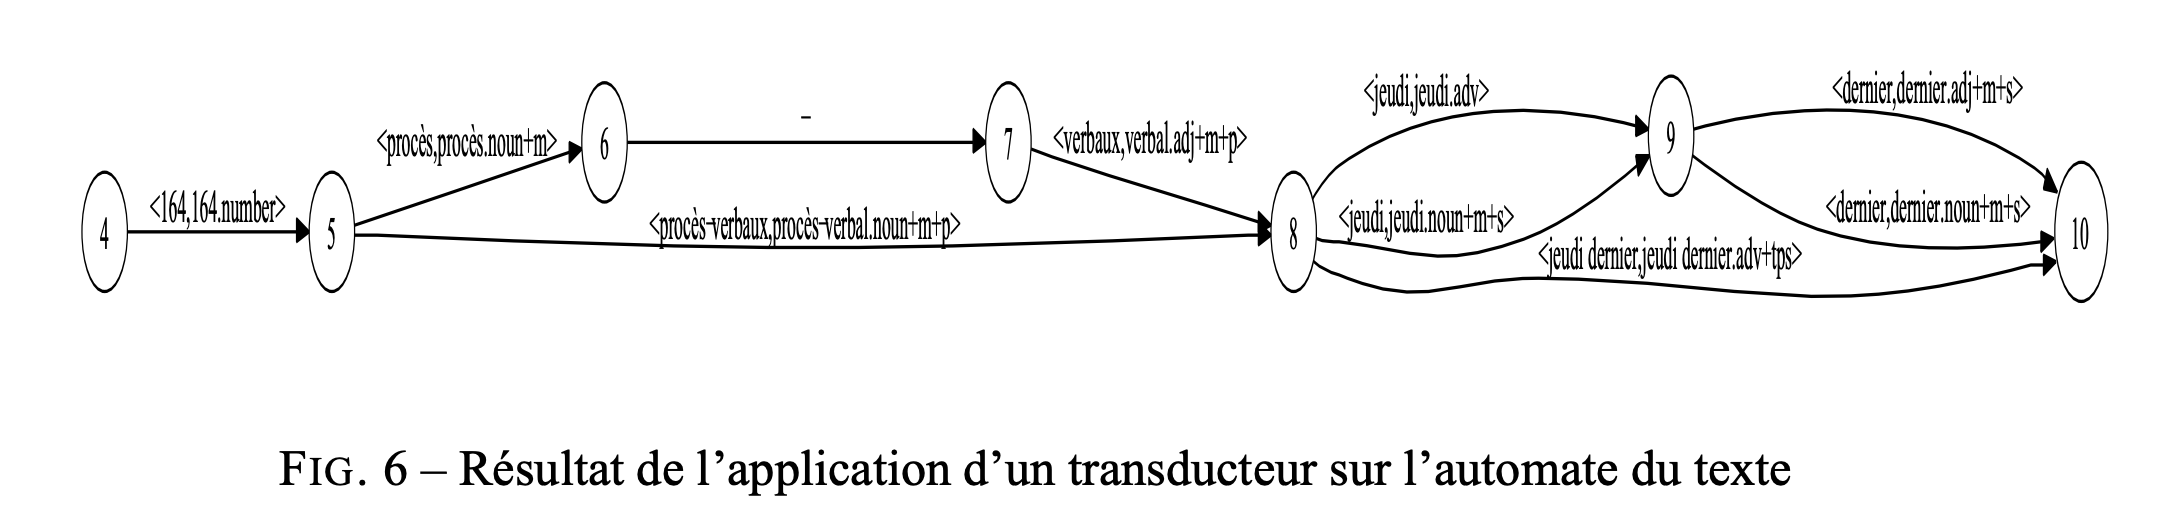 <jeudi,jeudi.adv>
<dernier,dernier.adj+m+s>
<procès,procès.noun+m>
6
–
7
<verbaux,verbal.adj+m+p>
9
<164,164.number>
4
5
<procès-verbaux,procès-verbal.noun+m+p>
8
<jeudi,jeudi.noun+m+s>
<dernier,dernier.noun+m+s>
10
<jeudi dernier,jeudi dernier.adv+tps>
FIG. 6 – Résultat de l’application d’un transducteur sur l’automate du texte